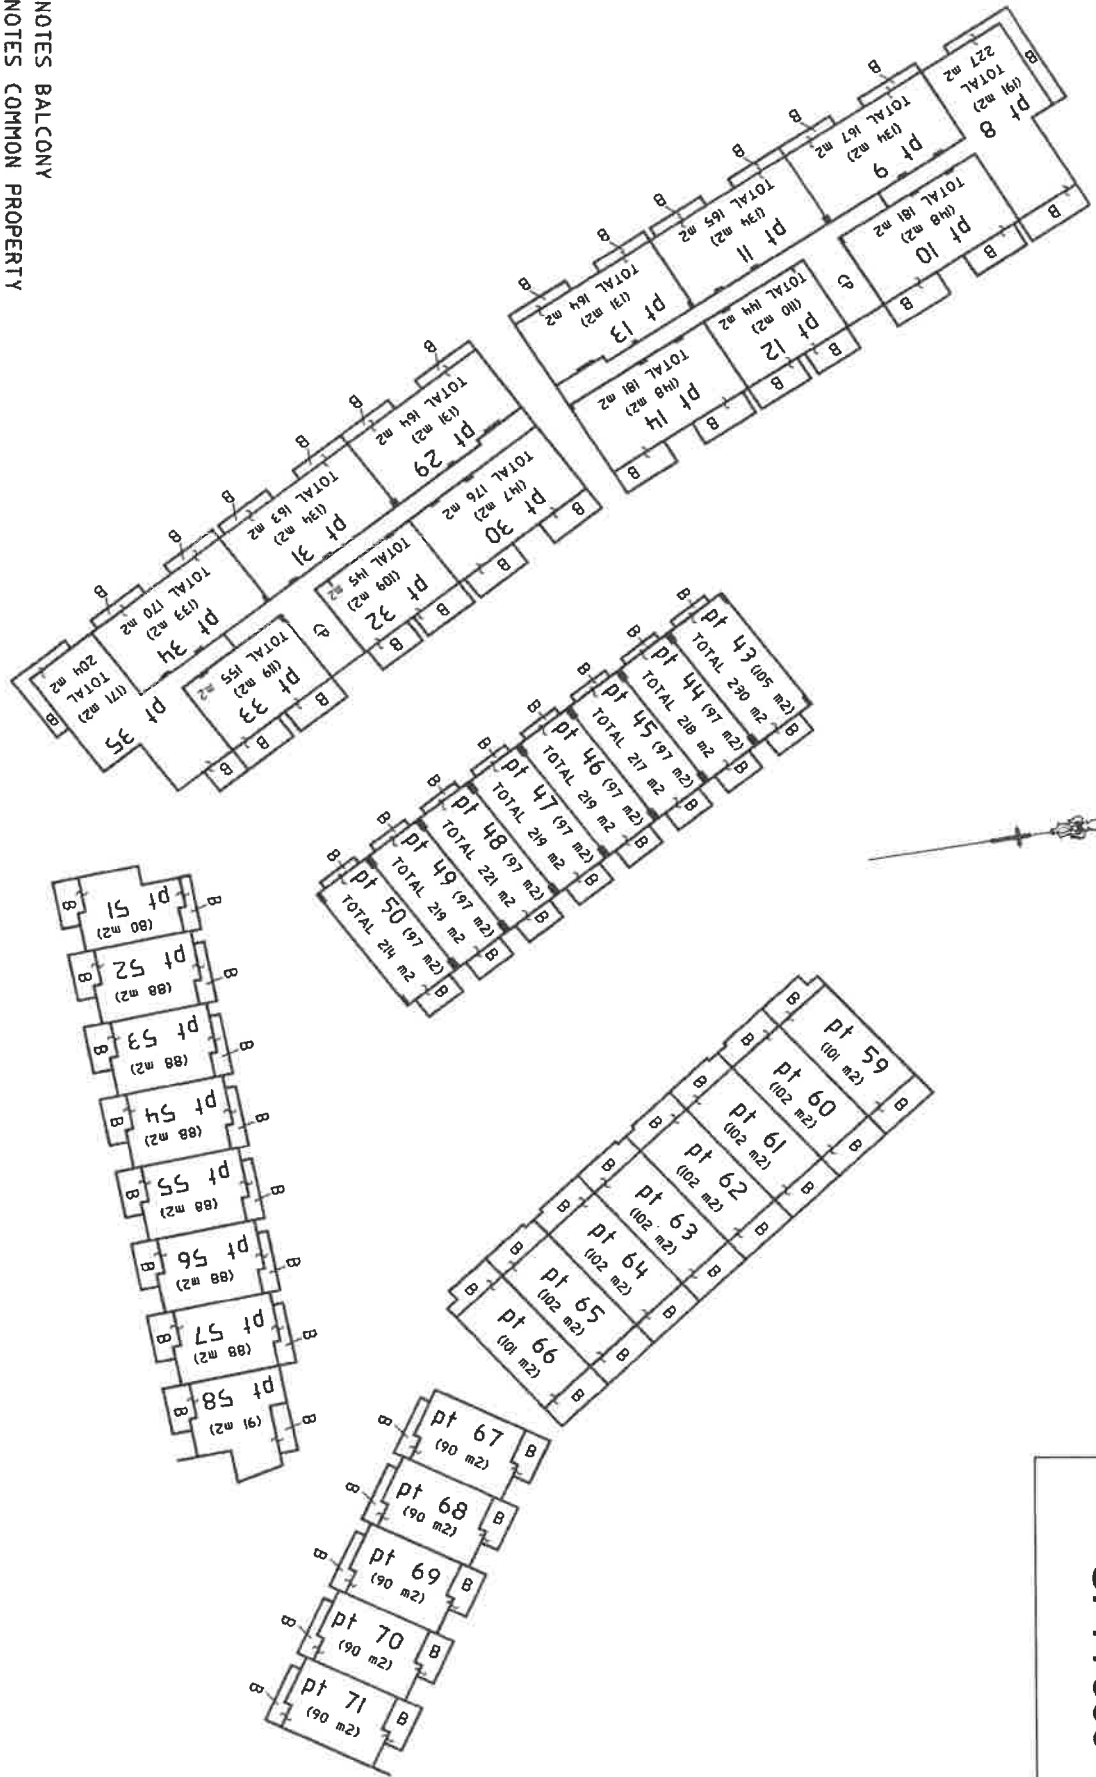 NOTES BALCONY
NOTES COMMON PROPERTY
pt 8
(191 m2)
TOTAL
227 m2
B
B
B
pt 9
(134 m2)
TOTAL 167 m2
B
B
pt 10
(148 m2)
TOTAL 181 m2
B
B
CP
pt 11
(134 m2)
TOTAL 165 m2
B
B
pt 12
(110 m2)
TOTAL 144 m2
B
B
pt 13
(131 m2)
TOTAL 164 m2
B
B
pt 14
(148 m2)
TOTAL 181 m2
B
B
pt 29
(131 m2)
TOTAL 164 m2
B
B
pt 30
(147 m2)
TOTAL 176 m2
B
B
pt 31
(134 m2)
TOTAL 163 m2
B
B
pt 32
(109 m2)
TOTAL 145 m2
B
B
CP
pt 33
(119 m2)
TOTAL 155 m2
B
B
pt 34
(133 m2)
TOTAL 170 m2
B
B
pt 35
(171 m2)
TOTAL
204 m2
B
B
pt 43 (105 m2)
TOTAL 230 m2
B
B
pt 44 (97 m2)
TOTAL 218 m2
B
B
pt 45 (97 m2)
TOTAL 217 m2
B
B
pt 46 (97 m2)
TOTAL 219 m2
B
B
pt 47 (97 m2)
TOTAL 219 m2
B
B
pt 48 (97 m2)
TOTAL 221 m2
B
B
pt 49 (97 m2)
TOTAL 219 m2
B
B
pt 50 (97 m2)
TOTAL 214 m2
B
B
pt 51
(80 m2)
B
B
pt 52
(88 m2)
B
B
pt 53
(88 m2)
B
B
pt 54
(88 m2)
B
B
pt 55
(88 m2)
B
B
pt 56
(88 m2)
B
B
pt 57
(88 m2)
B
B
pt 58
(91 m2)
B
B
pt 59
(101 m2)
B
B
pt 60
(102 m2)
B
B
pt 61
(102 m2)
B
B
pt 62
(102 m2)
B
B
pt 63
(102 m2)
B
B
pt 64
(102 m2)
B
B
pt 65
(102 m2)
B
B
pt 66
(101 m2)
B
B
pt 67
(90 m2)
B
B
pt 68
(90 m2)
B
B
pt 69
(90 m2)
B
B
pt 70
(90 m2)
B
B
pt 71
(90 m2)
B
B